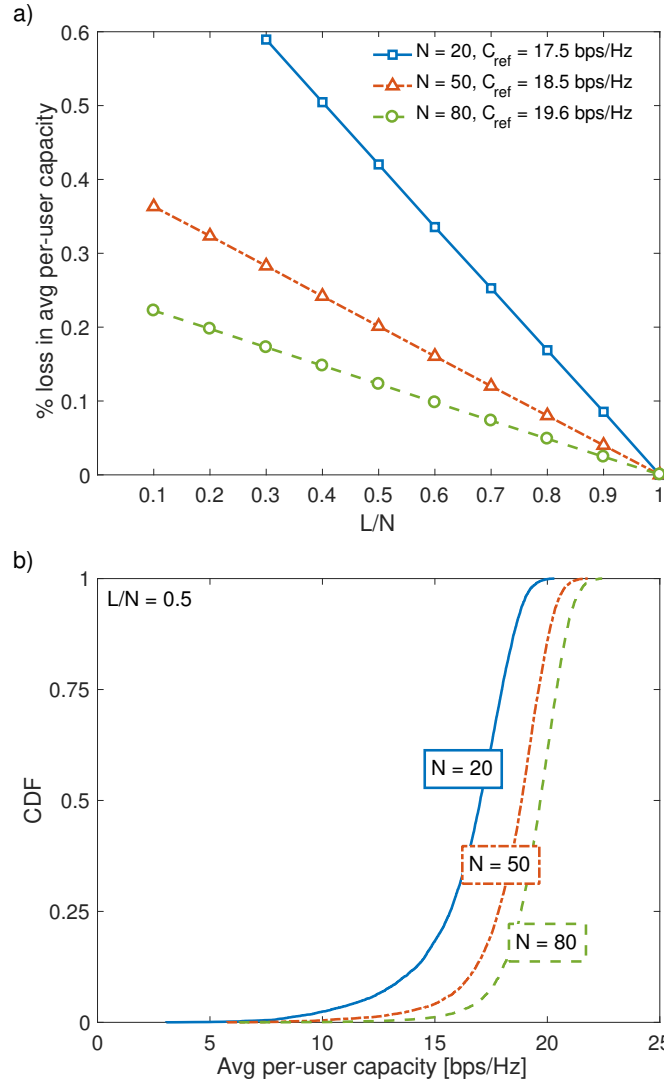 a)
0.6
0.5
0.4
0.3
0.2
0.1
0
% loss in avg per-user capacity
N = 20, C_ref = 17.5 bps/Hz
N = 50, C_ref = 18.5 bps/Hz
N = 80, C_ref = 19.6 bps/Hz
0.1 0.2 0.3 0.4 0.5 0.6 0.7 0.8 0.9 1
L/N
b)
1
0.75
0.5
0.25
0
CDF
L/N = 0.5
N = 20
N = 50
N = 80
0 5 10 15 20 25
Avg per-user capacity [bps/Hz]